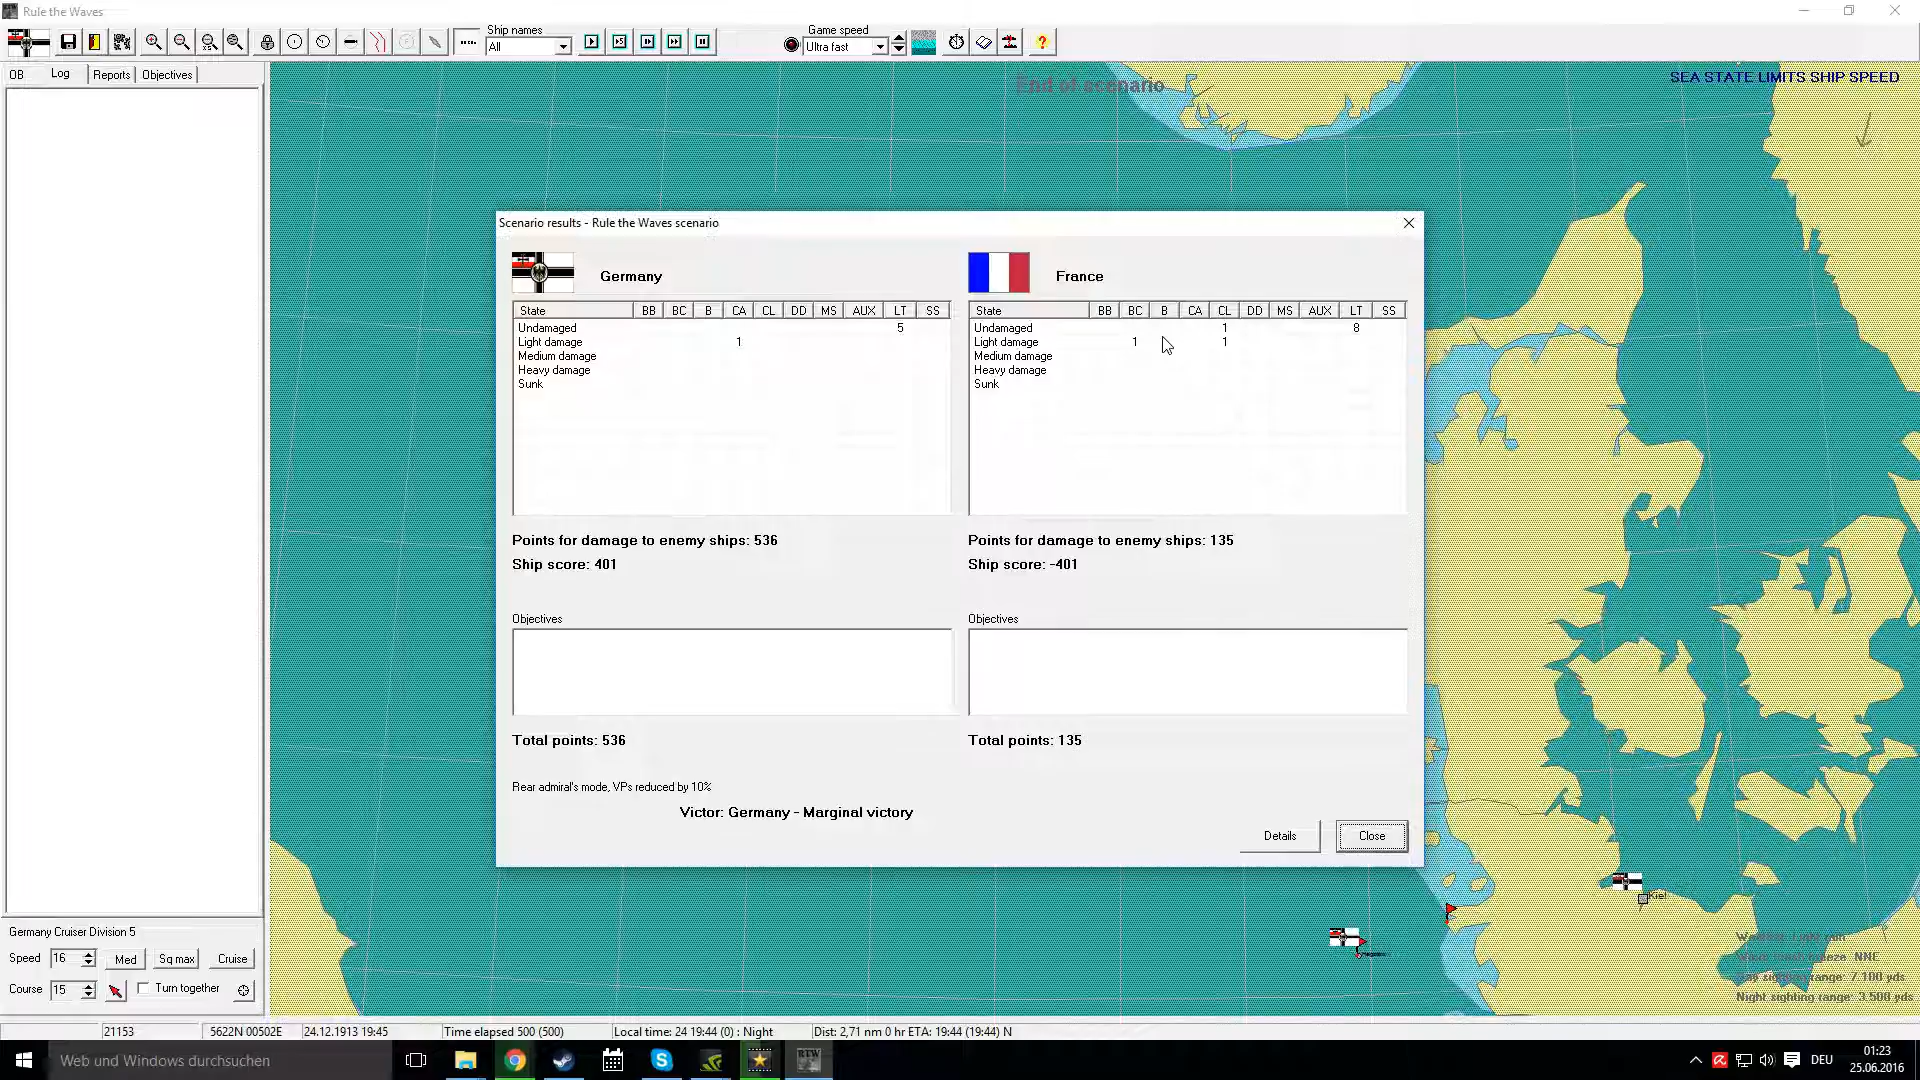 Rule the Waves
Ship names
All
Game speed
Ultra fast
OB Log Reports Objectives
End of scenario
SEA STATE LIMITS SHIP SPEED
Scenario results - Rule the Waves scenario
Germany
France
State BB BC B CA CL DD MS AUX LT SS
Undamaged 5
Light damage 1
Medium damage
Heavy damage
Sunk
State BB BC B CA CL DD MS AUX LT SS
Undamaged 1 8
Light damage 1 1
Medium damage
Heavy damage
Sunk
Points for damage to enemy ships: 536
Ship score: 401
Points for damage to enemy ships: 135
Ship score: -401
Objectives
Objectives
Total points: 536
Total points: 135
Rear admiral's mode, VPs reduced by 10%
Victor: Germany - Marginal victory
Details
Close
Kiel
Germany Cruiser Division 5
Speed 16 Med Sq max Cruise
Course 15 Turn together
NNE
7.100 yds
Night sighting range: 3.500 yds
21153 5622N 00502E 24.12.1913 19:45 Time elapsed 500 (500) Local time: 24 19:44 (0) : Night Dist: 2,71 nm 0 hr ETA: 19:44 (19:44) N
Web und Windows durchsuchen
RTW
DEU
01:23
25.06.2016